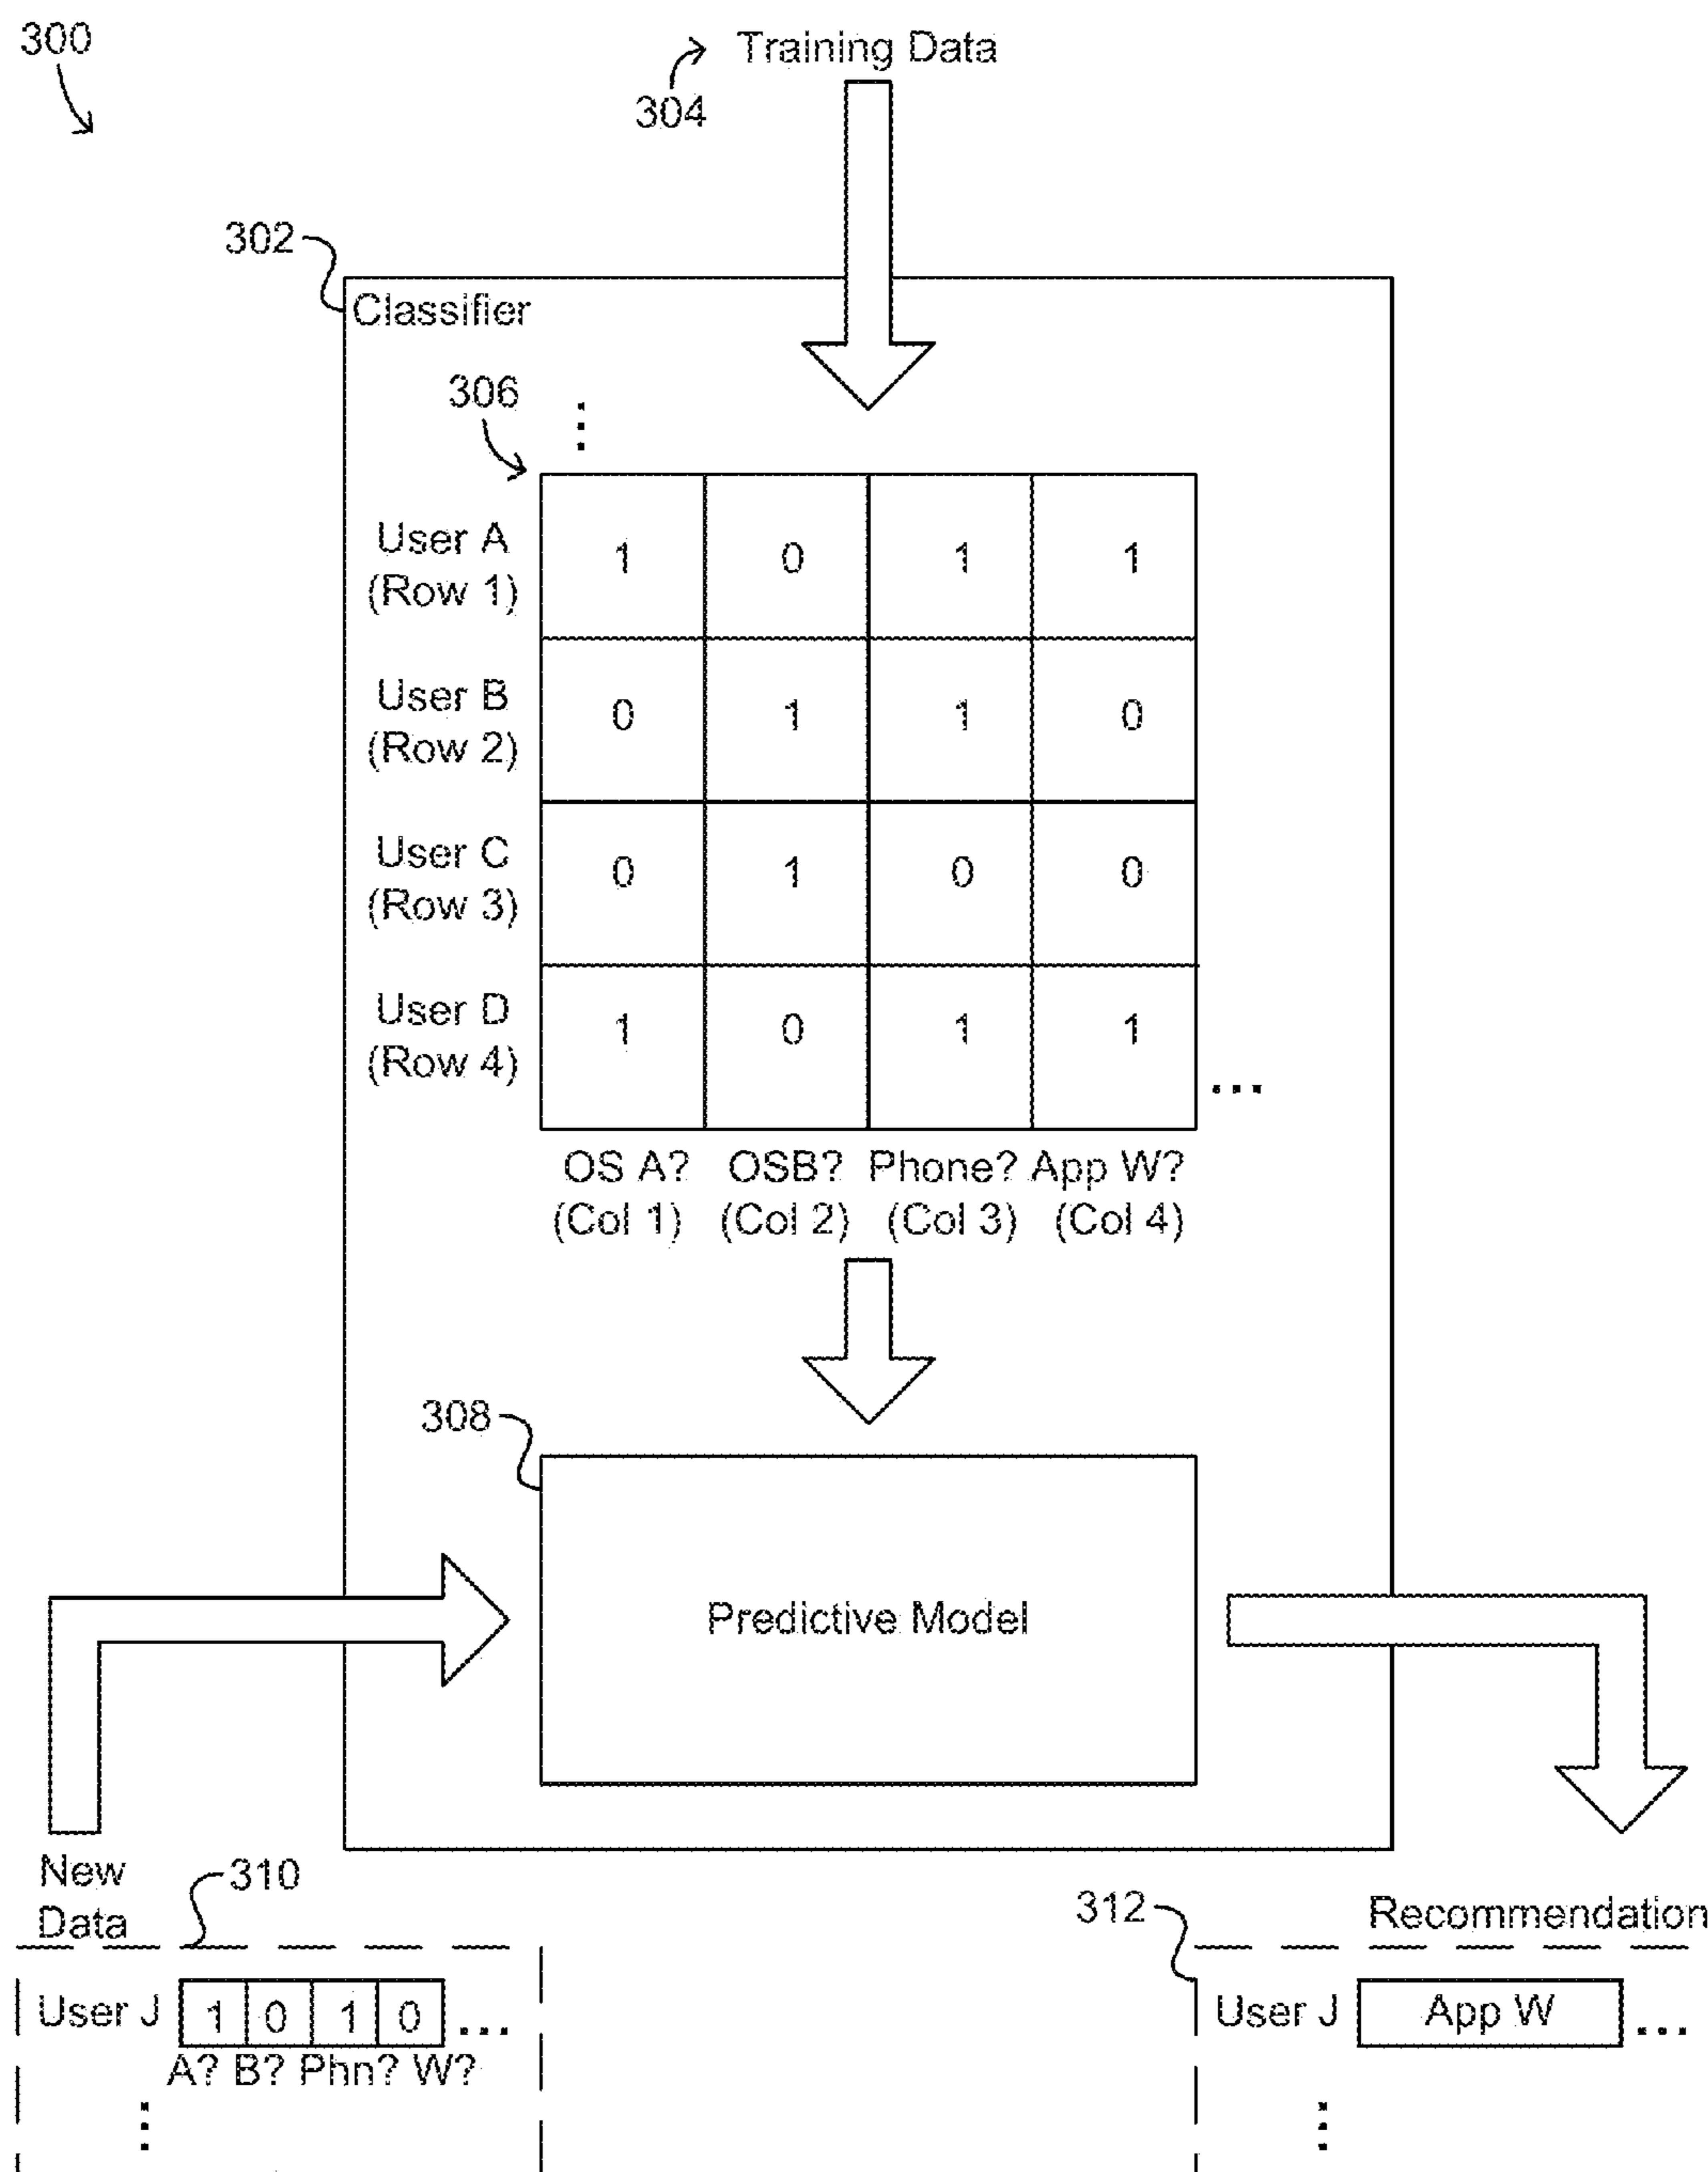 300
Training Data
304
302
Classifier
306
User A
(Row 1)
1 0 1 1
User B
(Row 2)
0 1 1 0
User C
(Row 3)
0 1 0 0
User D
(Row 4)
1 0 1 1
...
OS A? OSB? Phone? App W?
(Col 1) (Col 2) (Col 3) (Col 4)
308
Predictive Model
New
Data
310
312
Recommendation
User J 1 0 1 0 ...
A? B? Phn? W?
User J App W ...